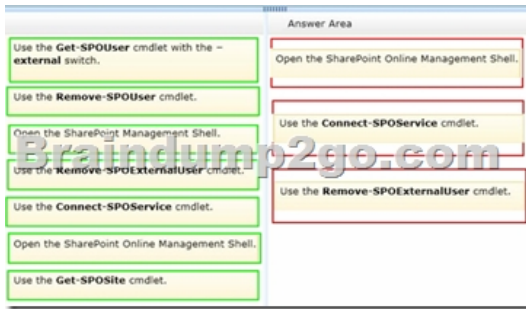 Answer Area
Use the Get-SPOUser cmdlet with the –
external switch.
Use the Remove-SPOUser cmdlet.
Open the SharePoint Management Shell.
Use the Remove-SPOExternalUser cmdlet.
Use the Connect-SPOService cmdlet.
Open the SharePoint Online Management Shell.
Use the Get-SPOSite cmdlet.
Open the SharePoint Online Management Shell.
Use the Connect-SPOService cmdlet.
Use the Remove-SPOExternalUser cmdlet.
Braindump2go.com